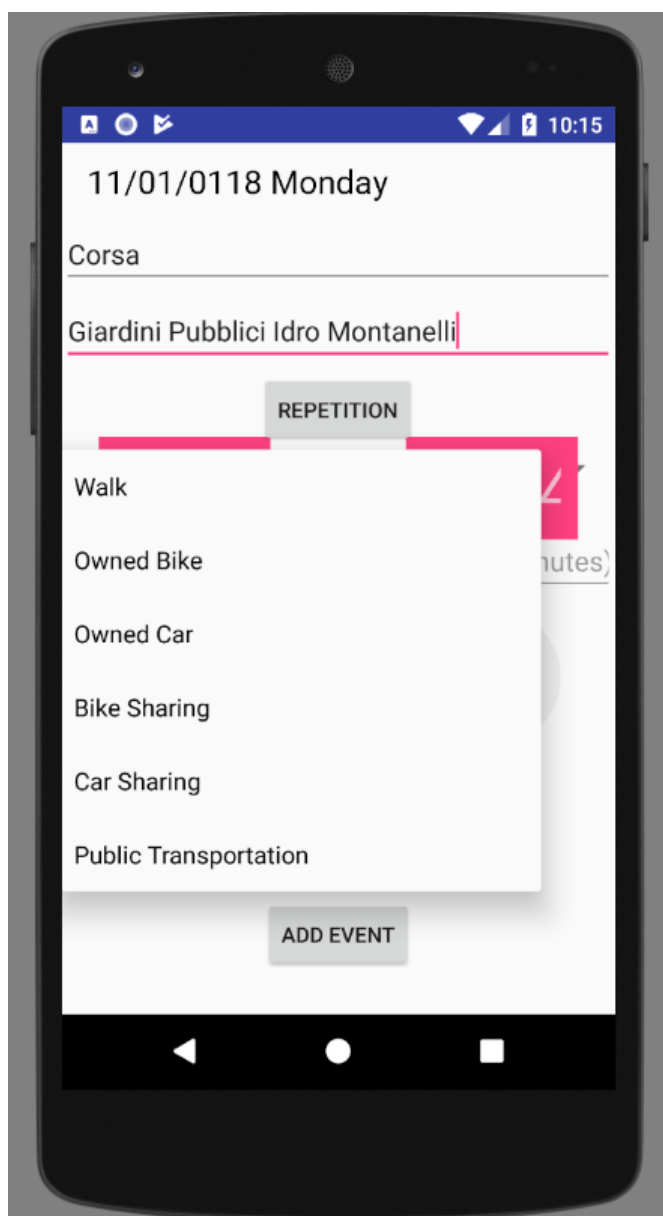 10:15
11/01/0118 Monday
Corsa
Giardini Pubblici Idro Montanelli
REPETITION
Walk
Owned Bike
Owned Car
Bike Sharing
Car Sharing
Public Transportation
ADD EVENT